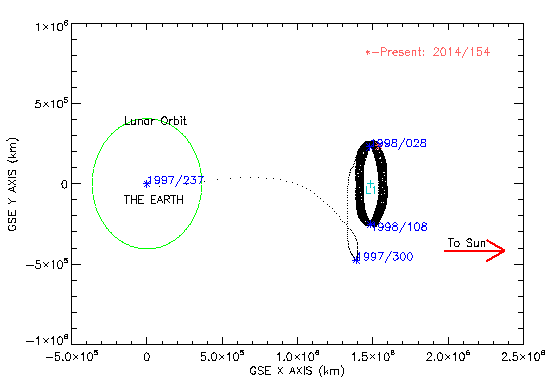 1×10⁶
*–Present: 2014/154
5×10⁵
Lunar Orbit
1998/028
GSE Y AXIS (km)
0
1997/237
L1
THE EARTH
1998/108
To Sun
-5×10⁵
1997/300
-1×10⁶
-5.0×10⁵
0
5.0×10⁵
1.0×10⁶
1.5×10⁶
2.0×10⁶
2.5×10⁶
GSE X AXIS (km)